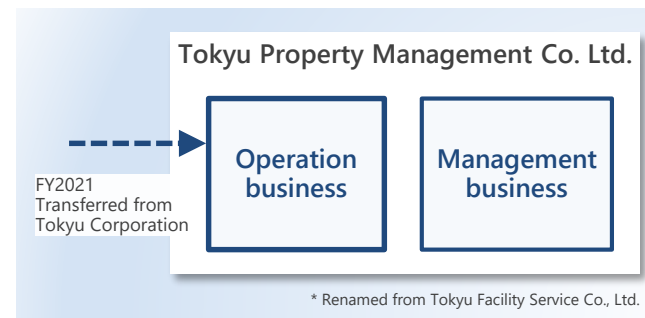 Tokyu Property Management Co. Ltd.
Operation
business
Management
business
FY2021
Transferred from
Tokyu Corporation
* Renamed from Tokyu Facility Service Co., Ltd.